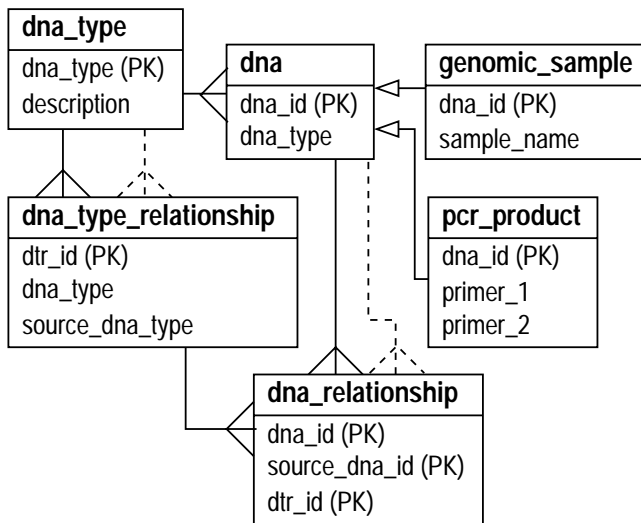 dna_type
dna_type (PK)
description
dna
dna_id (PK)
dna_type
genomic_sample
dna_id (PK)
sample_name
dna_type_relationship
dtr_id (PK)
dna_type
source_dna_type
pcr_product
dna_id (PK)
primer_1
primer_2
dna_relationship
dna_id (PK)
source_dna_id (PK)
dtr_id (PK)